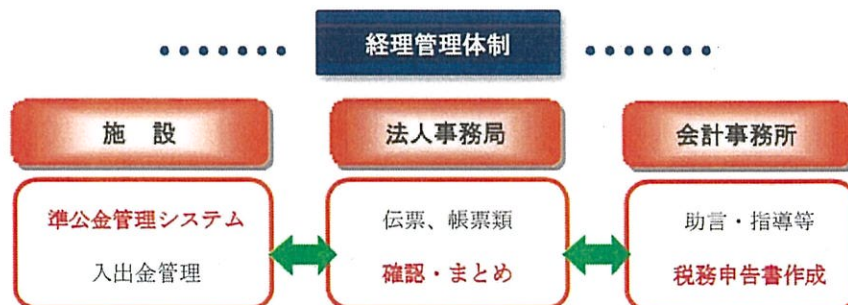 経理管理体制
施　設
法人事務局
会計事務所
準公金管理システム
入出金管理
伝票、帳票類
確認・まとめ
助言・指導等
税務申告書作成